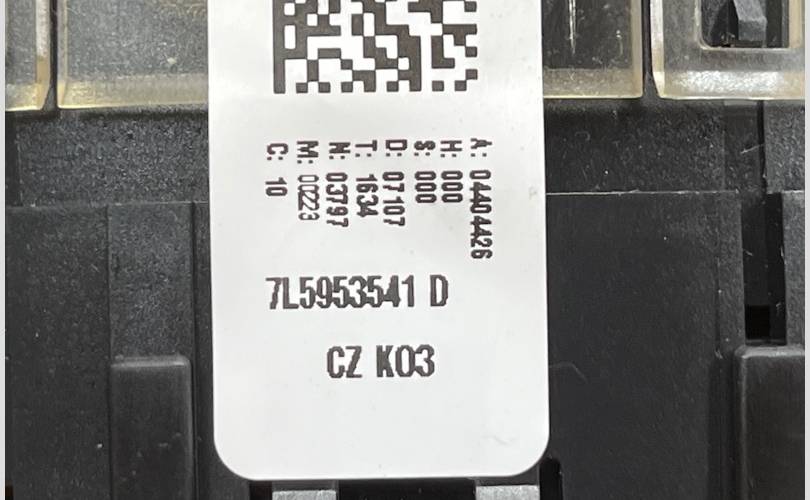 A: 04404426
H: 000
S: 000
D: 07107
T: 1634
N: 03797
M: 00223
C: 10
7L5953541 D
CZ K03